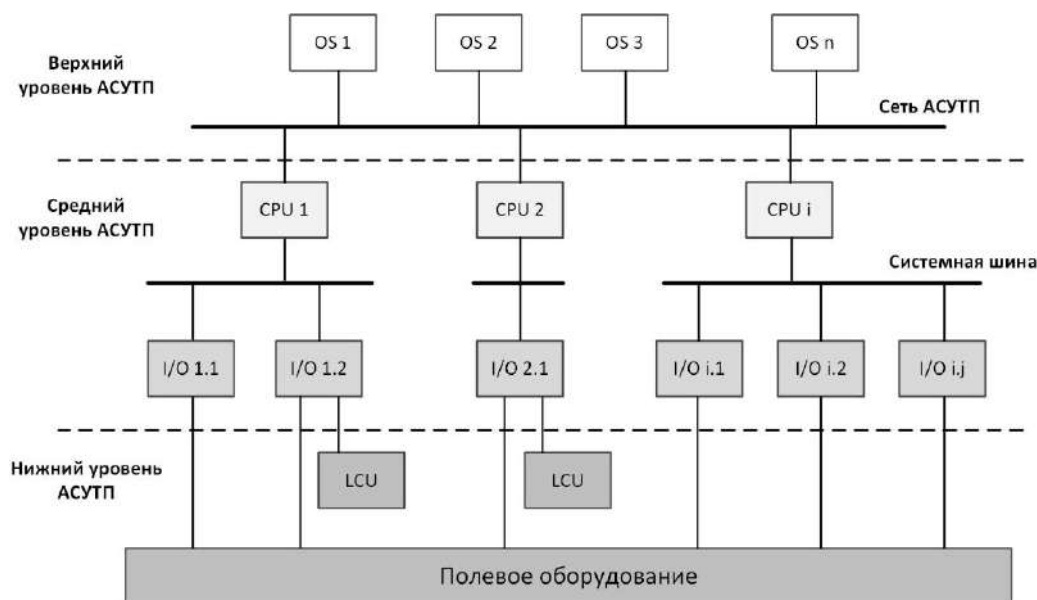 OS 1
OS 2
OS 3
OS n
Верхний
уровень АСУТП
Сеть АСУТП
Средний
уровень АСУТП
CPU 1
CPU 2
CPU i
Системная шина
I/O 1.1
I/O 1.2
I/O 2.1
I/O i.1
I/O i.2
I/O i.j
Нижний уровень
АСУТП
LCU
LCU
Полевое оборудование